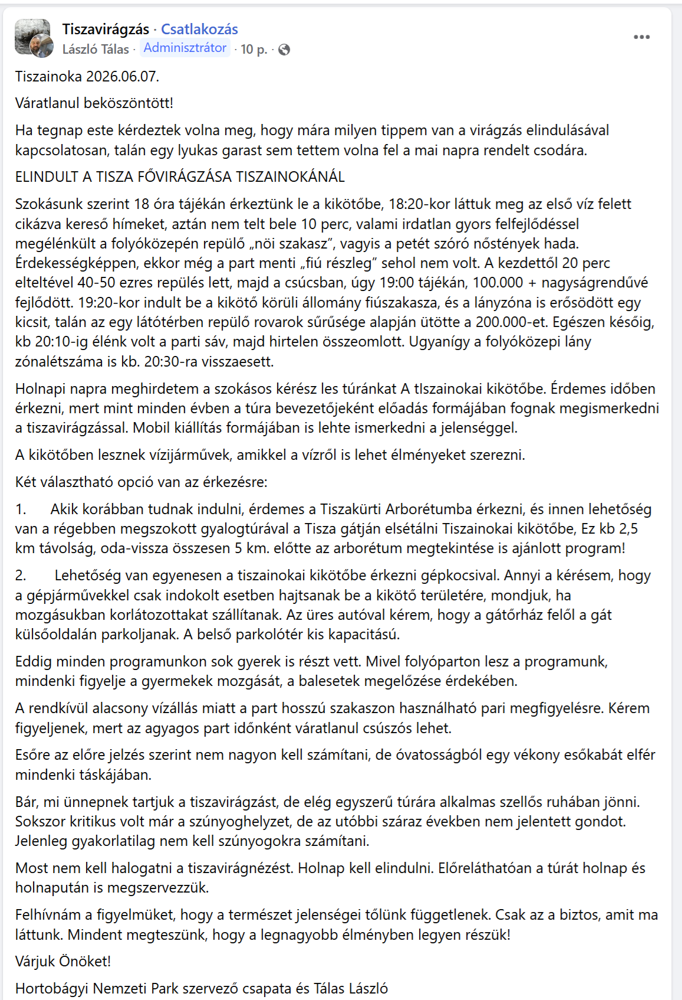 Tiszavirágzás · Csatlakozás
László Tálas · Adminisztrátor · 10 p. ·
Tiszainoka 2026.06.07.
Váratlanul beköszöntött!
Ha tegnap este kérdeztek volna meg, hogy mára milyen tippem van a virágzás elindulásával
kapcsolatosan, talán egy lyukas garast sem tettem volna fel a mai napra rendelt csodára.
ELINDULT A TISZA FŐVIRÁGZÁSA TISZAINOKÁNÁL
Szokásunk szerint 18 óra tájékán érkeztünk le a kikötőbe, 18:20-kor láttuk meg az első víz felett
cikázva kereső hímeket, aztán nem telt bele 10 perc, valami irdatlan gyors felfejlődéssel
megélénkült a folyóközepén repülő „nöi szakasz”, vagyis a petét szóró nőstények hada.
Érdekességképpen, ekkor még a part menti „fiú részleg” sehol nem volt. A kezdettől 20 perc
elteltével 40-50 ezres repülés lett, majd a csúcsban, úgy 19:00 tájékán, 100.000 + nagyságrendűvé
fejlődött. 19:20-kor indult be a kikötő körüli állomány fiúszakasza, és a lányzóna is erősödött egy
kicsit, talán az egy látótérben repülő rovarok sűrűsége alapján ütötte a 200.000-et. Egészen későig,
kb 20:10-ig élénk volt a parti sáv, majd hirtelen összeomlott. Ugyanígy a folyóközepi lány
zónalétszáma is kb. 20:30-ra visszaesett.
Holnapi napra meghirdetem a szokásos kérész les túránkat A tIszainokai kikötőbe. Érdemes időben
érkezni, mert mint minden évben a túra bevezetőjeként előadás formájában fognak megismerkedni
a tiszavirágzással. Mobil kiállítás formájában is lehte ismerkedni a jelenséggel.
A kikötőben lesznek vízijárművek, amikkel a vízről is lehet élményeket szerezni.
Két választható opció van az érkezésre:
1. Akik korábban tudnak indulni, érdemes a Tiszakürti Arborétumba érkezni, és innen lehetőség
van a régebben megszokott gyalogtúrával a Tisza gátján elsétálni Tiszainokai kikötőbe, Ez kb 2,5
km távolság, oda-vissza összesen 5 km. előtte az arborétum megtekintése is ajánlott program!
2. Lehetőség van egyenesen a tiszainokai kikötőbe érkezni gépkocsival. Annyi a kérésem, hogy
a gépjárművekkel csak indokolt esetben hajtsanak be a kikötő területére, mondjuk, ha
mozgásukban korlátozottakat szállítanak. Az üres autóval kérem, hogy a gátőrház felől a gát
külsőoldalán parkoljanak. A belső parkolótér kis kapacitású.
Eddig minden programunkon sok gyerek is részt vett. Mivel folyóparton lesz a programunk,
mindenki figyelje a gyermekek mozgását, a balesetek megelőzése érdekében.
A rendkívül alacsony vízállás miatt a part hosszú szakaszon használható pari megfigyelésre. Kérem
figyeljenek, mert az agyagos part időnként váratlanul csúszós lehet.
Esőre az előre jelzés szerint nem nagyon kell számítani, de óvatosságból egy vékony esőkabát elfér
mindenki táskájában.
Bár, mi ünnepnek tartjuk a tiszavirágzást, de elég egyszerű túrára alkalmas szellős ruhában jönni.
Sokszor kritikus volt már a szúnyoghelyzet, de az utóbbi száraz években nem jelentett gondot.
Jelenleg gyakorlatilag nem kell szúnyogokra számítani.
Most nem kell halogatni a tiszavirágnézést. Holnap kell elindulni. Előreláthatóan a túrát holnap és
holnapután is megszervezzük.
Felhívnám a figyelmüket, hogy a természet jelenségei tőlünk függetlenek. Csak az a biztos, amit ma
láttunk. Mindent megteszünk, hogy a legnagyobb élményben legyen részük!
Várjuk Önöket!
Hortobágyi Nemzeti Park szervező csapata és Tálas László